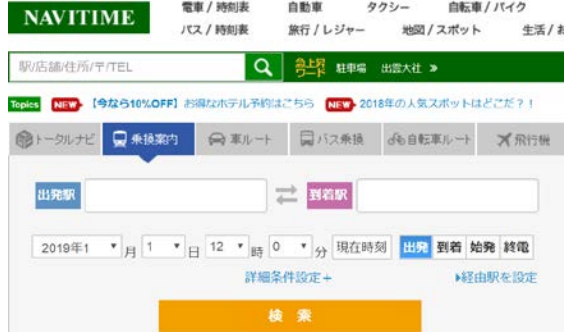 NAVITIME
電車 / 時刻表 自動車 タクシー 自転車 / バイク
バス / 時刻表 旅行 / レジャー 地図 / スポット 生活 /
駅/店舗/住所/〒/TEL 急上昇ワード 駐車場 出雲大社 »
Topics NEW 【今なら10%OFF】お得なホテル予約はこちら NEW 2018年の人気スポットはどこだ？！
トータルナビ 乗換案内 車ルート バス乗換 自転車ルート 飛行機
出発駅 到着駅
2019年1 月 1 日 12 時 0 分 現在時刻 出発 到着 始発 終電
詳細条件設定＋ 経由駅を設定
検 索